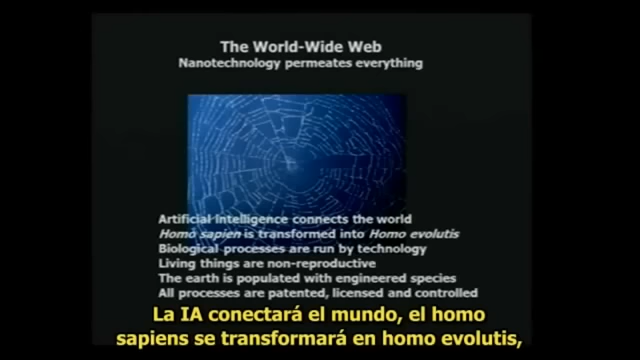 The World-Wide Web
Nanotechnology permeates everything
Artificial Intelligence connects the world
Homo sapien is transformed into Homo evolutis
Biological processes are run by technology
Living things are non-reproductive
The earth is populated with engineered species
All processes are patented, licensed and controlled
La IA conectará el mundo, el homo
sapiens se transformará en homo evolutis,